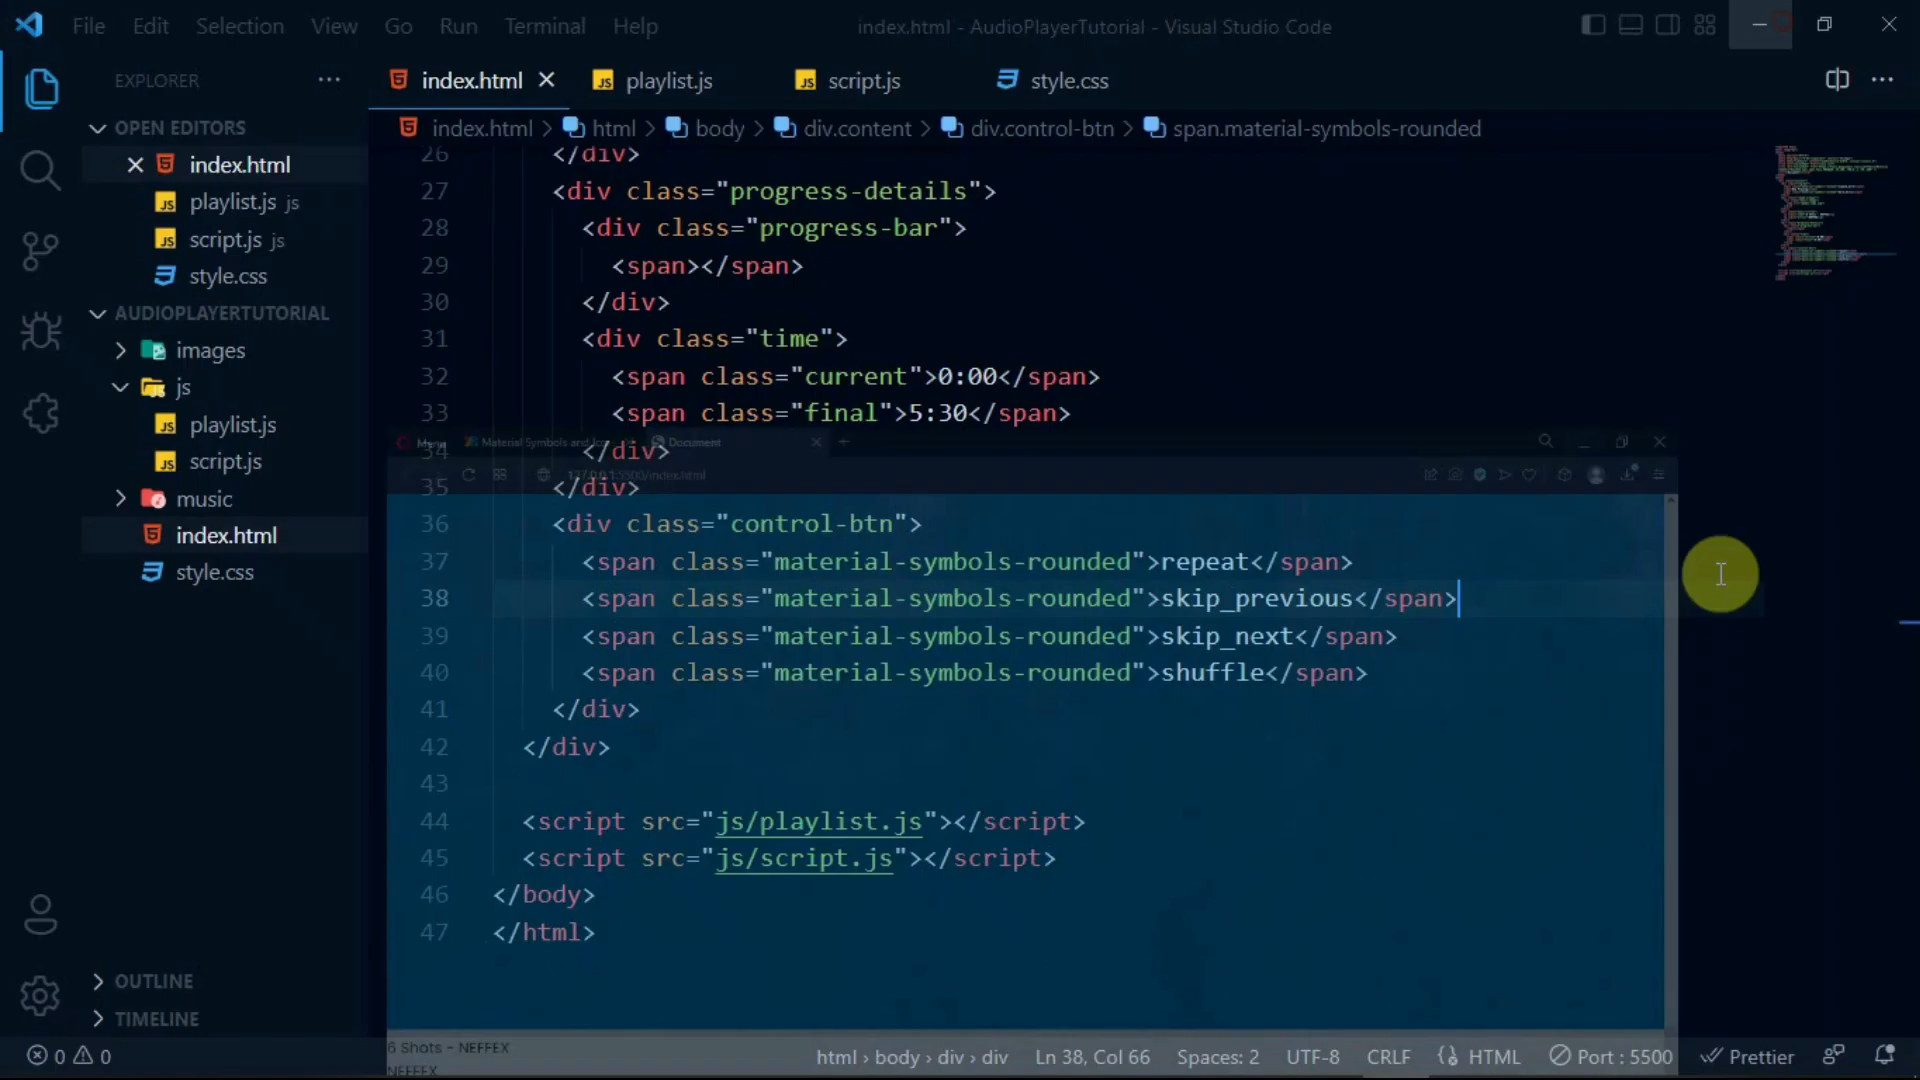 File Edit Selection View Go Run Terminal Help
index.html - AudioPlayerTutorial - Visual Studio Code
EXPLORER
OPEN EDITORS
index.html
playlist.js js
script.js js
style.css
AUDIOPLAYERTUTORIAL
images
js
playlist.js
script.js
music
index.html
style.css
OUTLINE
TIMELINE
index.html
playlist.js
script.js
style.css
index.html > html > body > div.content > div.control-btn > span.material-symbols-rounded
26 </div>
27 <div class="progress-details">
28 <div class="progress-bar">
29 <span></span>
30 </div>
31 <div class="time">
32 <span class="current">0:00</span>
33 <span class="final">5:30</span>
Menu Material Symbols and Ic Document
34 </div>
127.0.0.1:5500/index.html
35 </div>
36 <div class="control-btn">
37 <span class="material-symbols-rounded">repeat</span>
38 <span class="material-symbols-rounded">skip_previous</span>
39 <span class="material-symbols-rounded">skip_next</span>
40 <span class="material-symbols-rounded">shuffle</span>
41 </div>
42 </div>
43
44 <script src="js/playlist.js"></script>
45 <script src="js/script.js"></script>
46 </body>
47 </html>
6 Shots - NEFFEX
NEFFEX
0 0
html > body > div > div
Ln 38, Col 66
Spaces: 2
UTF-8
CRLF
HTML
Port : 5500
Prettier